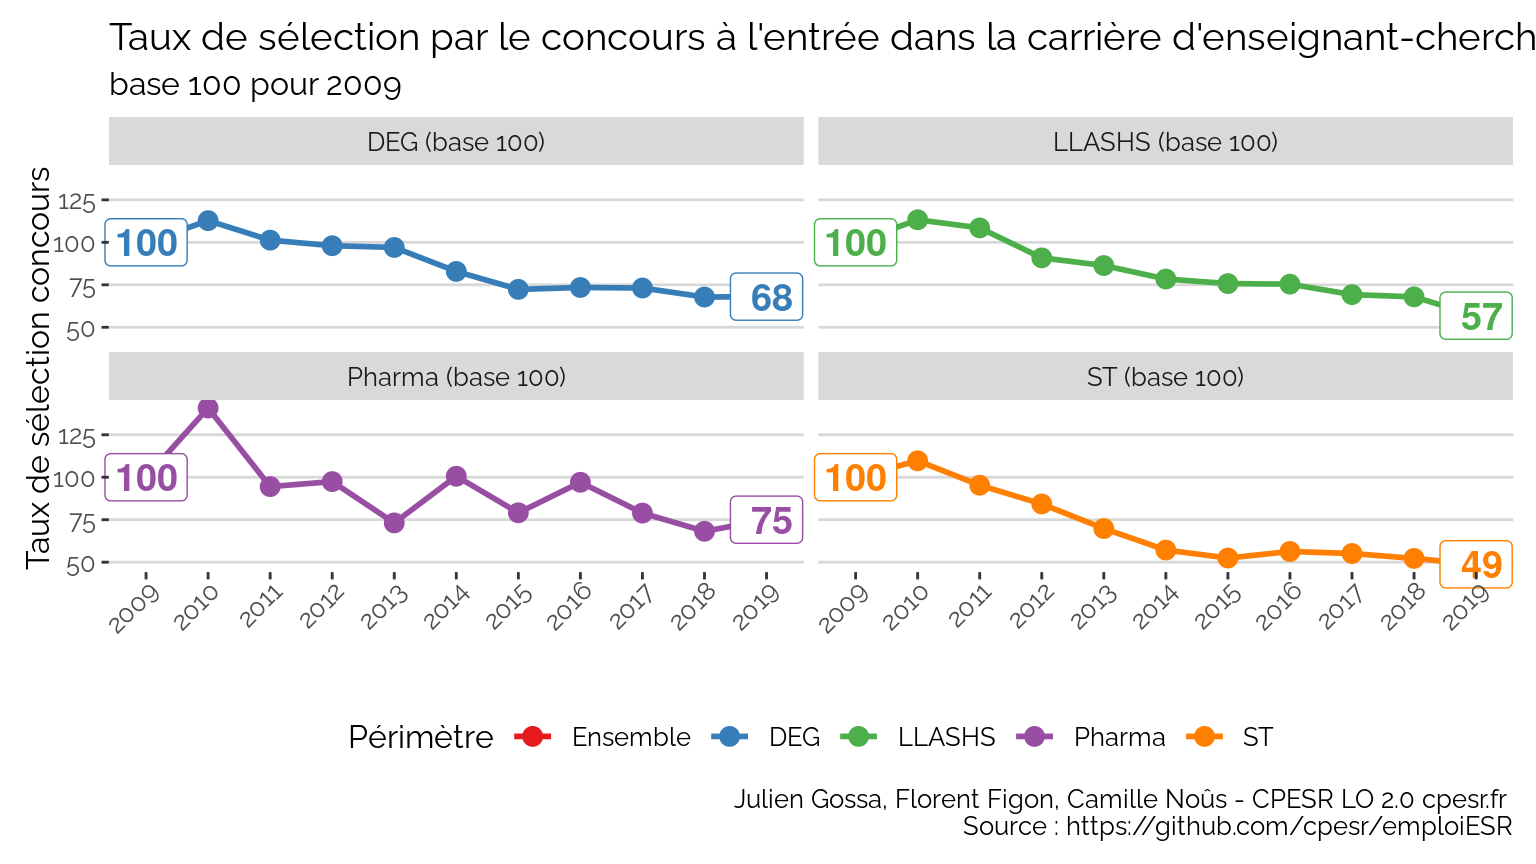 Taux de sélection par le concours à l'entrée dans la carrière d'enseignant-cherch
base 100 pour 2009
DEG (base 100)
LLASHS (base 100)
Taux de sélection concours
125
100
75
50
100
68
100
57
Pharma (base 100)
ST (base 100)
125
100
75
50
100
75
100
49
2009 2010 2011 2012 2013 2014 2015 2016 2017 2018 2019
2009 2010 2011 2012 2013 2014 2015 2016 2017 2018 2019
Périmètre Ensemble DEG LLASHS Pharma ST
Julien Gossa, Florent Figon, Camille Noûs - CPESR LO 2.0 cpesr.fr
Source : https://github.com/cpesr/emploiESR